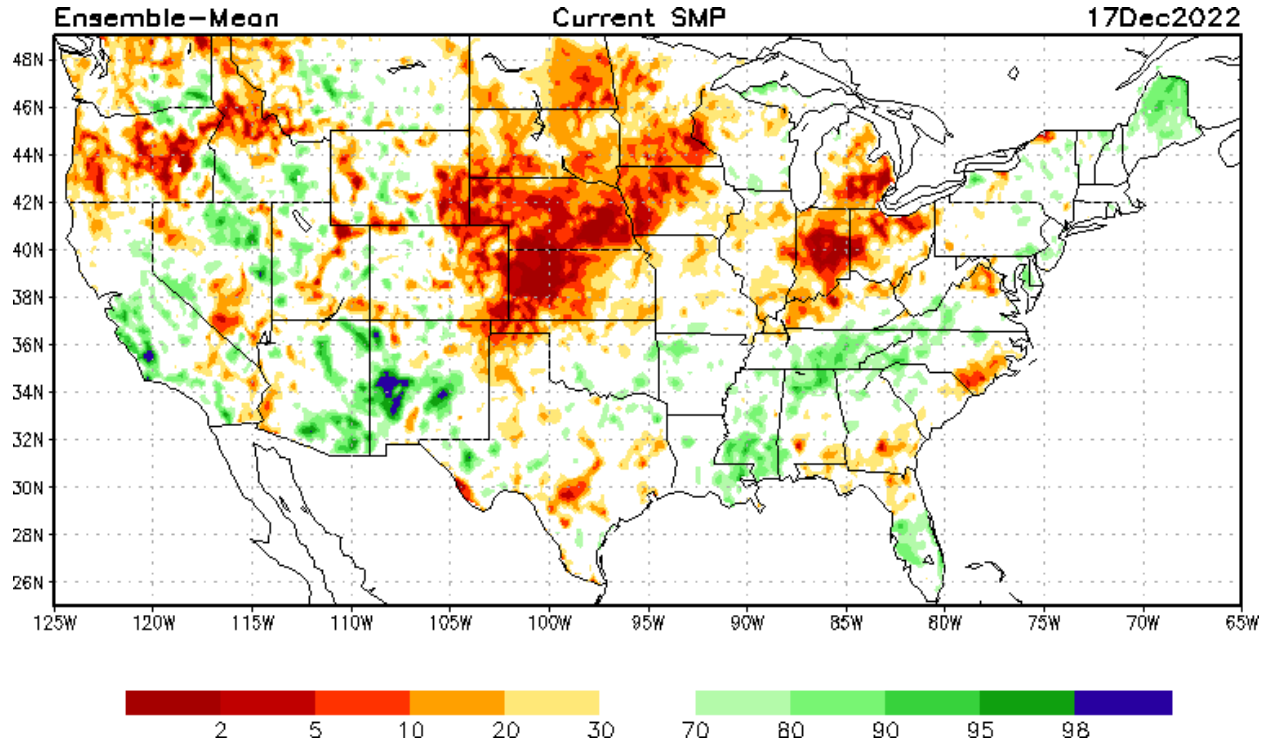 Ensemble-Mean Current SMP 17Dec2022
48N
46N
44N
42N
40N
38N
36N
34N
32N
30N
28N
26N
125W 120W 115W 110W 105W 100W 95W 90W 85W 80W 75W 70W 65W
2 5 10 20 30 70 80 90 95 98